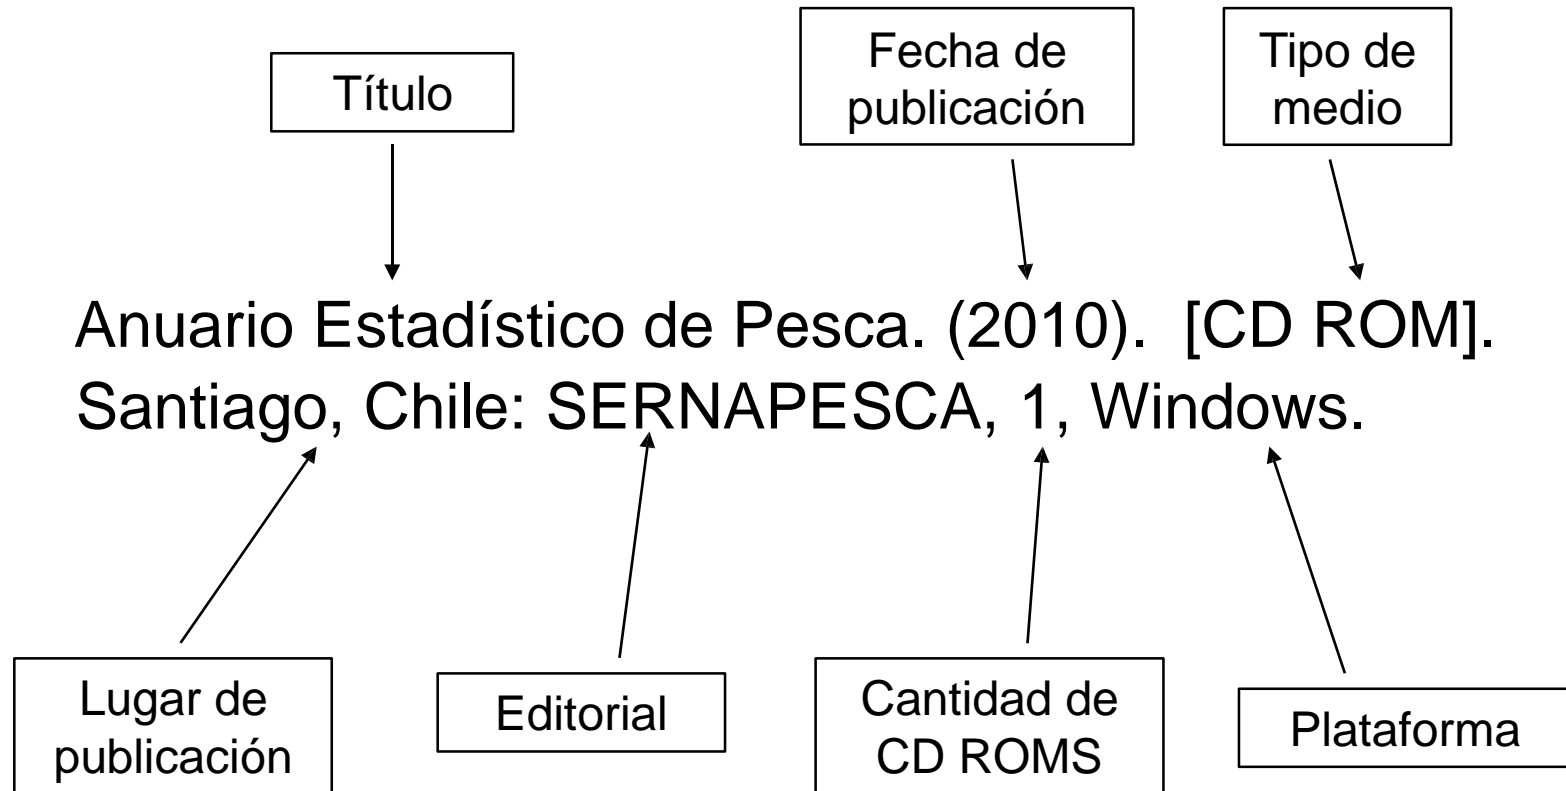 Título
Fecha de
publicación
Tipo de
medio
Anuario Estadístico de Pesca. (2010).  [CD ROM].
Santiago, Chile: SERNAPESCA, 1, Windows.
Lugar de
publicación
Editorial
Cantidad de
CD ROMS
Plataforma